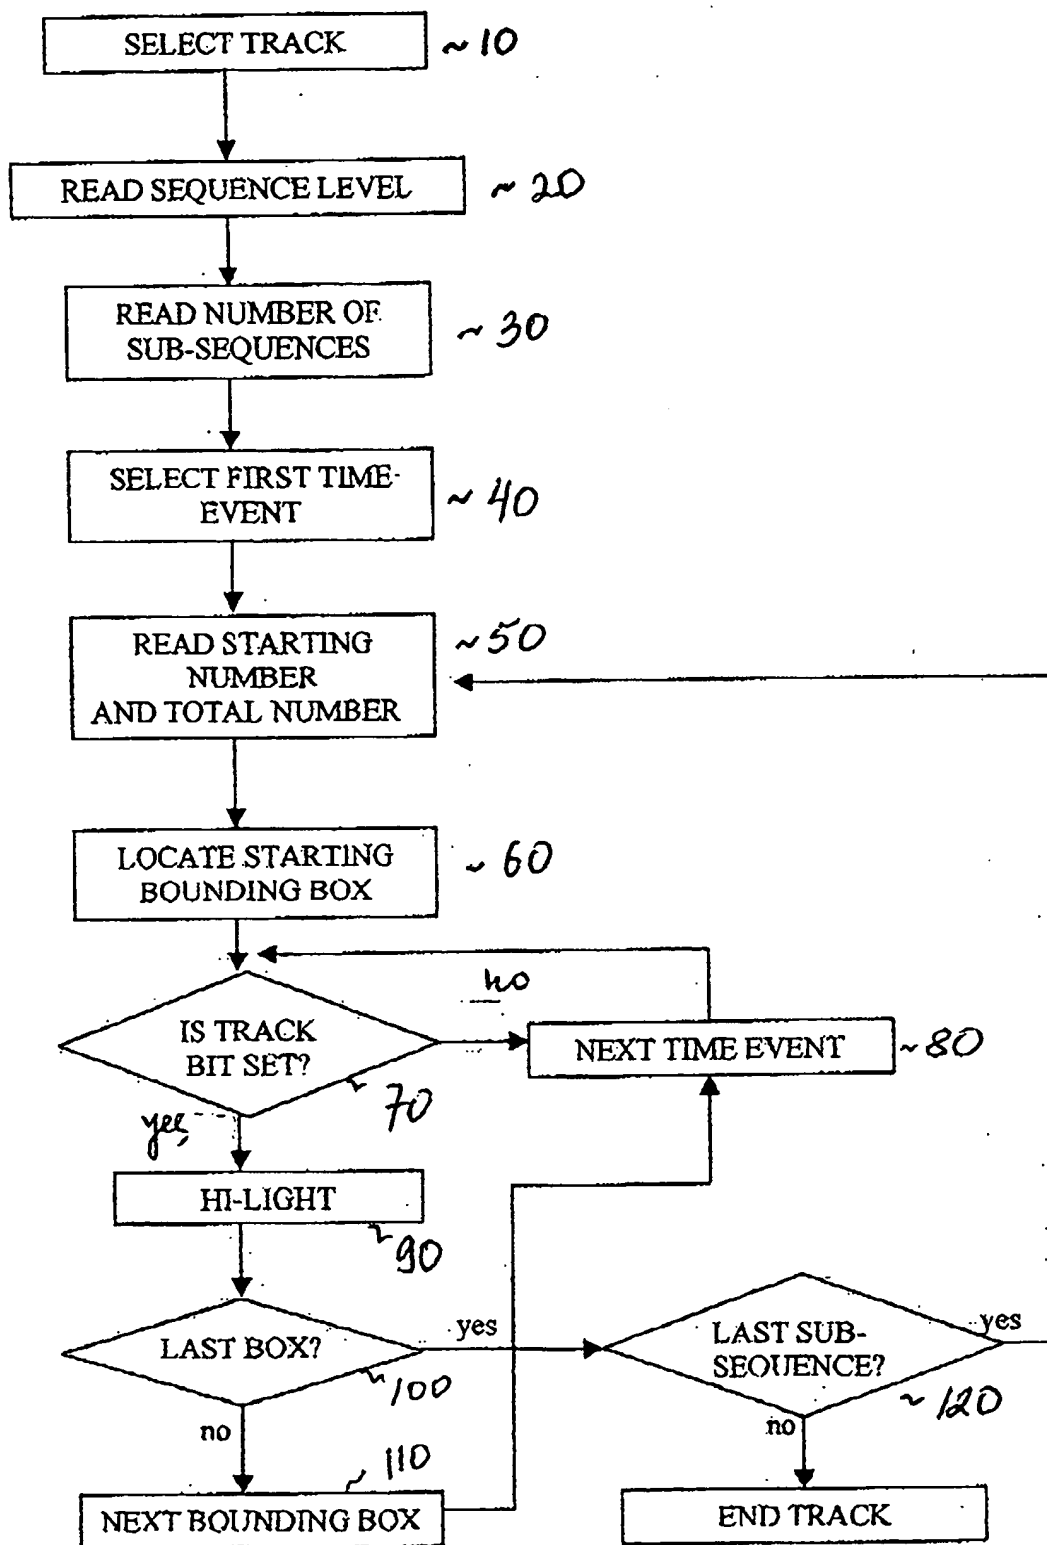 SELECT TRACK ~10
READ SEQUENCE LEVEL ~20
READ NUMBER OF
SUB-SEQUENCES
~30
SELECT FIRST TIME-
EVENT
~40
READ STARTING
NUMBER
AND TOTAL NUMBER
~50
LOCATE STARTING
BOUNDING BOX
~60
IS TRACK
BIT SET?
70
no
NEXT TIME EVENT ~80
yes
HI-LIGHT
90
LAST BOX?
100
yes
LAST SUB-
SEQUENCE?
yes
~120
no
110
no
NEXT BOUNDING BOX
END TRACK